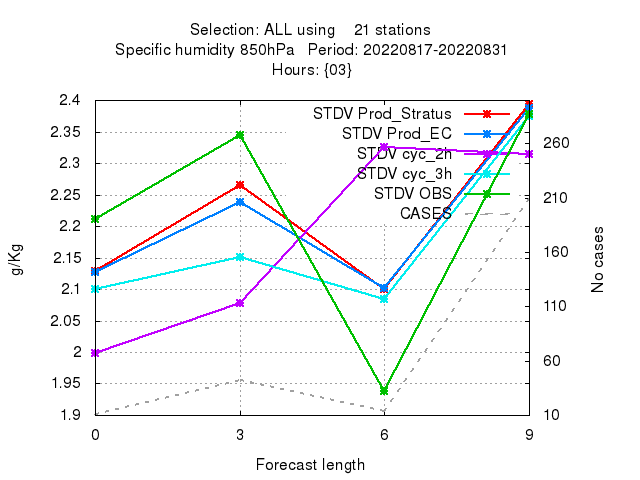 Selection: ALL using    21 stations
Specific humidity 850hPa   Period: 20220817-20220831
Hours: {03}
2.4
2.35
2.3
2.25
2.2
2.15
2.1
2.05
2
1.95
1.9
g/Kg
STDV Prod_Stratus
STDV Prod_EC
STDV cyc_2h
STDV cyc_3h
STDV OBS
CASES
260
210
160
110
60
10
No cases
0
3
6
9
Forecast length